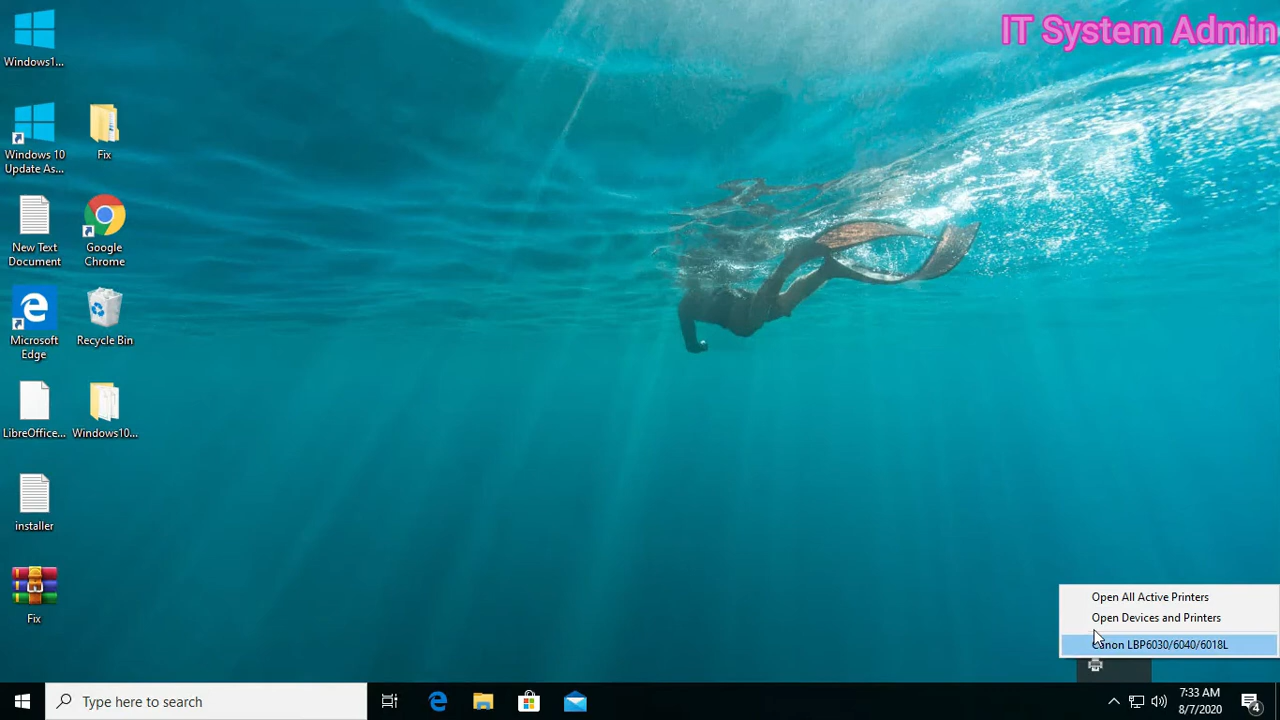 IT System Admin
Windows1...
Windows 10
Update As...
Fix
New Text
Document
Google
Chrome
Microsoft
Edge
Recycle Bin
LibreOffice...
Windows10...
installer
Fix
Open All Active Printers
Open Devices and Printers
Canon LBP6030/6040/6018L
Type here to search
7:33 AM
8/7/2020
4